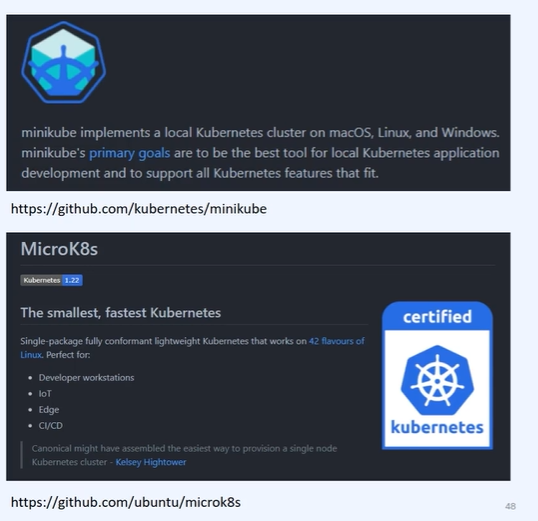 minikube implements a local Kubernetes cluster on macOS, Linux, and Windows.
minikube's primary goals are to be the best tool for local Kubernetes application
development and to support all Kubernetes features that fit.
https://github.com/kubernetes/minikube
MicroK8s
Kubernetes 1.22
The smallest, fastest Kubernetes
Single-package fully conformant lightweight Kubernetes that works on 42 flavours of
Linux. Perfect for:
• Developer workstations
• IoT
• Edge
• CI/CD
Canonical might have assembled the easiest way to provision a single node
Kubernetes cluster - Kelsey Hightower
certified
kubernetes
https://github.com/ubuntu/microk8s
48